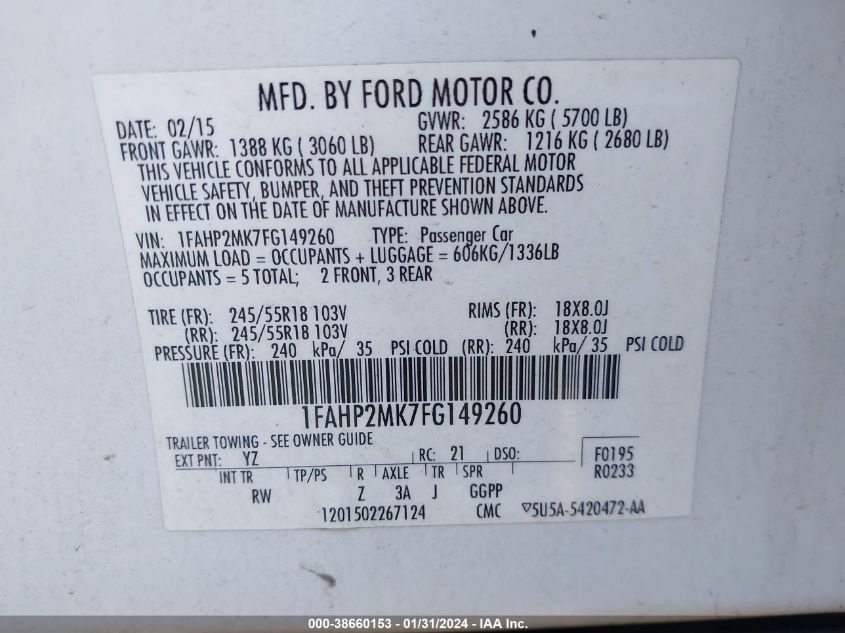 MFD. BY FORD MOTOR CO.
DATE: 02/15 GVWR: 2586 KG ( 5700 LB)
FRONT GAWR: 1388 KG ( 3060 LB) REAR GAWR: 1216 KG ( 2680 LB)
THIS VEHICLE CONFORMS TO ALL APPLICABLE FEDERAL MOTOR
VEHICLE SAFETY, BUMPER, AND THEFT PREVENTION STANDARDS
IN EFFECT ON THE DATE OF MANUFACTURE SHOWN ABOVE.
VIN: 1FAHP2MK7FG149260 TYPE: Passenger Car
MAXIMUM LOAD = OCCUPANTS + LUGGAGE = 606KG/1336LB
OCCUPANTS = 5 TOTAL; 2 FRONT, 3 REAR
TIRE (FR): 245/55R18 103V RIMS (FR): 18X8.0J
(RR): 245/55R18 103V (RR): 18X8.0J
PRESSURE (FR): 240 kPa/ 35 PSI COLD (RR): 240 kPa/ 35 PSI COLD
1FAHP2MK7FG149260
TRAILER TOWING - SEE OWNER GUIDE
EXT PNT: YZ RC: 21 DSO: F0195
INT TR TP/PS R AXLE TR SPR R0233
RW Z 3A J GGPP
1201502267124 CMC ▽5U5A-5420472-AA
000-38660153 - 01/31/2024 - IAA Inc.